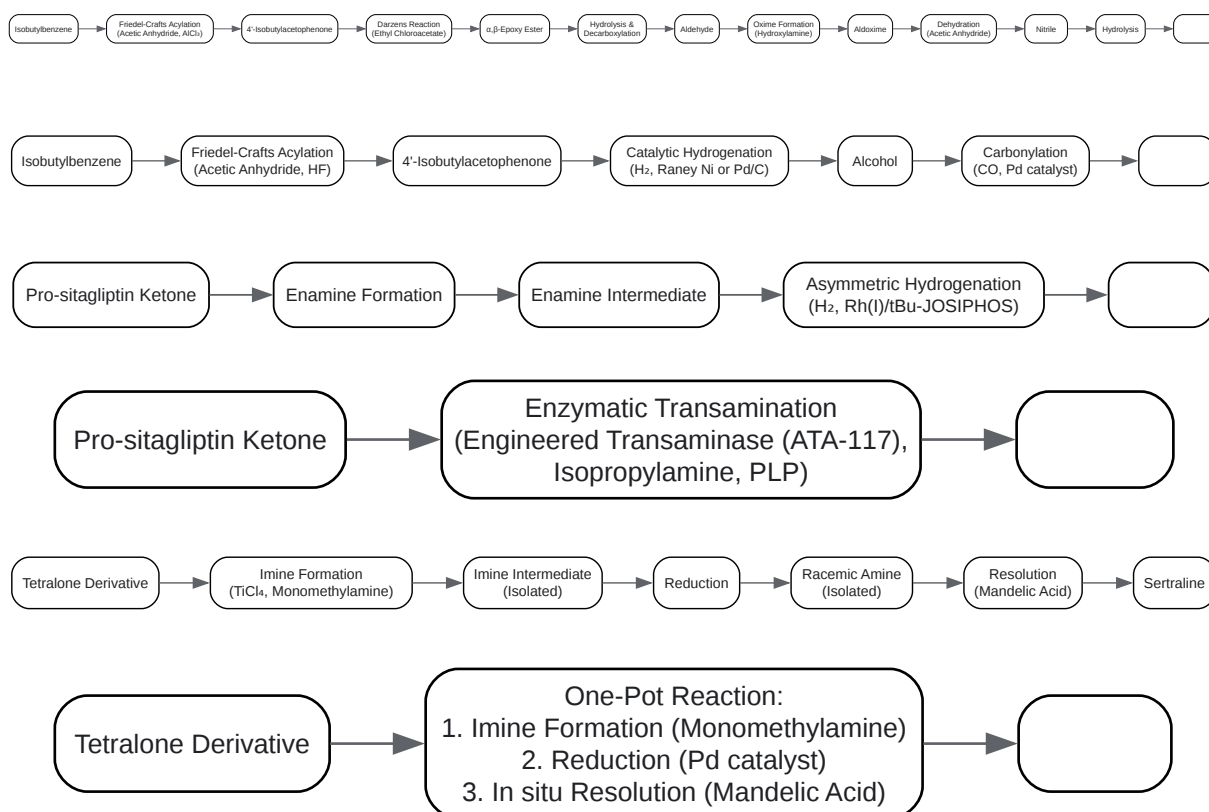 Isobutylbenzene
Friedel-Crafts Acylation
(Acetic Anhydride, AlCl₃)
4'-Isobutylacetophenone
Darzens Reaction
(Ethyl Chloroacetate)
α,β-Epoxy Ester
Hydrolysis &
Decarboxylation
Aldehyde
Oxime Formation
(Hydroxylamine)
Aldoxime
Dehydration
(Acetic Anhydride)
Nitrile
Hydrolysis
Isobutylbenzene
Friedel-Crafts Acylation
(Acetic Anhydride, HF)
4'-Isobutylacetophenone
Catalytic Hydrogenation
(H₂, Raney Ni or Pd/C)
Alcohol
Carbonylation
(CO, Pd catalyst)
Pro-sitagliptin Ketone
Enamine Formation
Enamine Intermediate
Asymmetric Hydrogenation
(H₂, Rh(I)/tBu-JOSIPHOS)
Pro-sitagliptin Ketone
Enzymatic Transamination
(Engineered Transaminase (ATA-117),
Isopropylamine, PLP)
Tetralone Derivative
Imine Formation
(TiCl₄, Monomethylamine)
Imine Intermediate
(Isolated)
Reduction
Racemic Amine
(Isolated)
Resolution
(Mandelic Acid)
Sertraline
Tetralone Derivative
One-Pot Reaction:
1. Imine Formation (Monomethylamine)
2. Reduction (Pd catalyst)
3. In situ Resolution (Mandelic Acid)